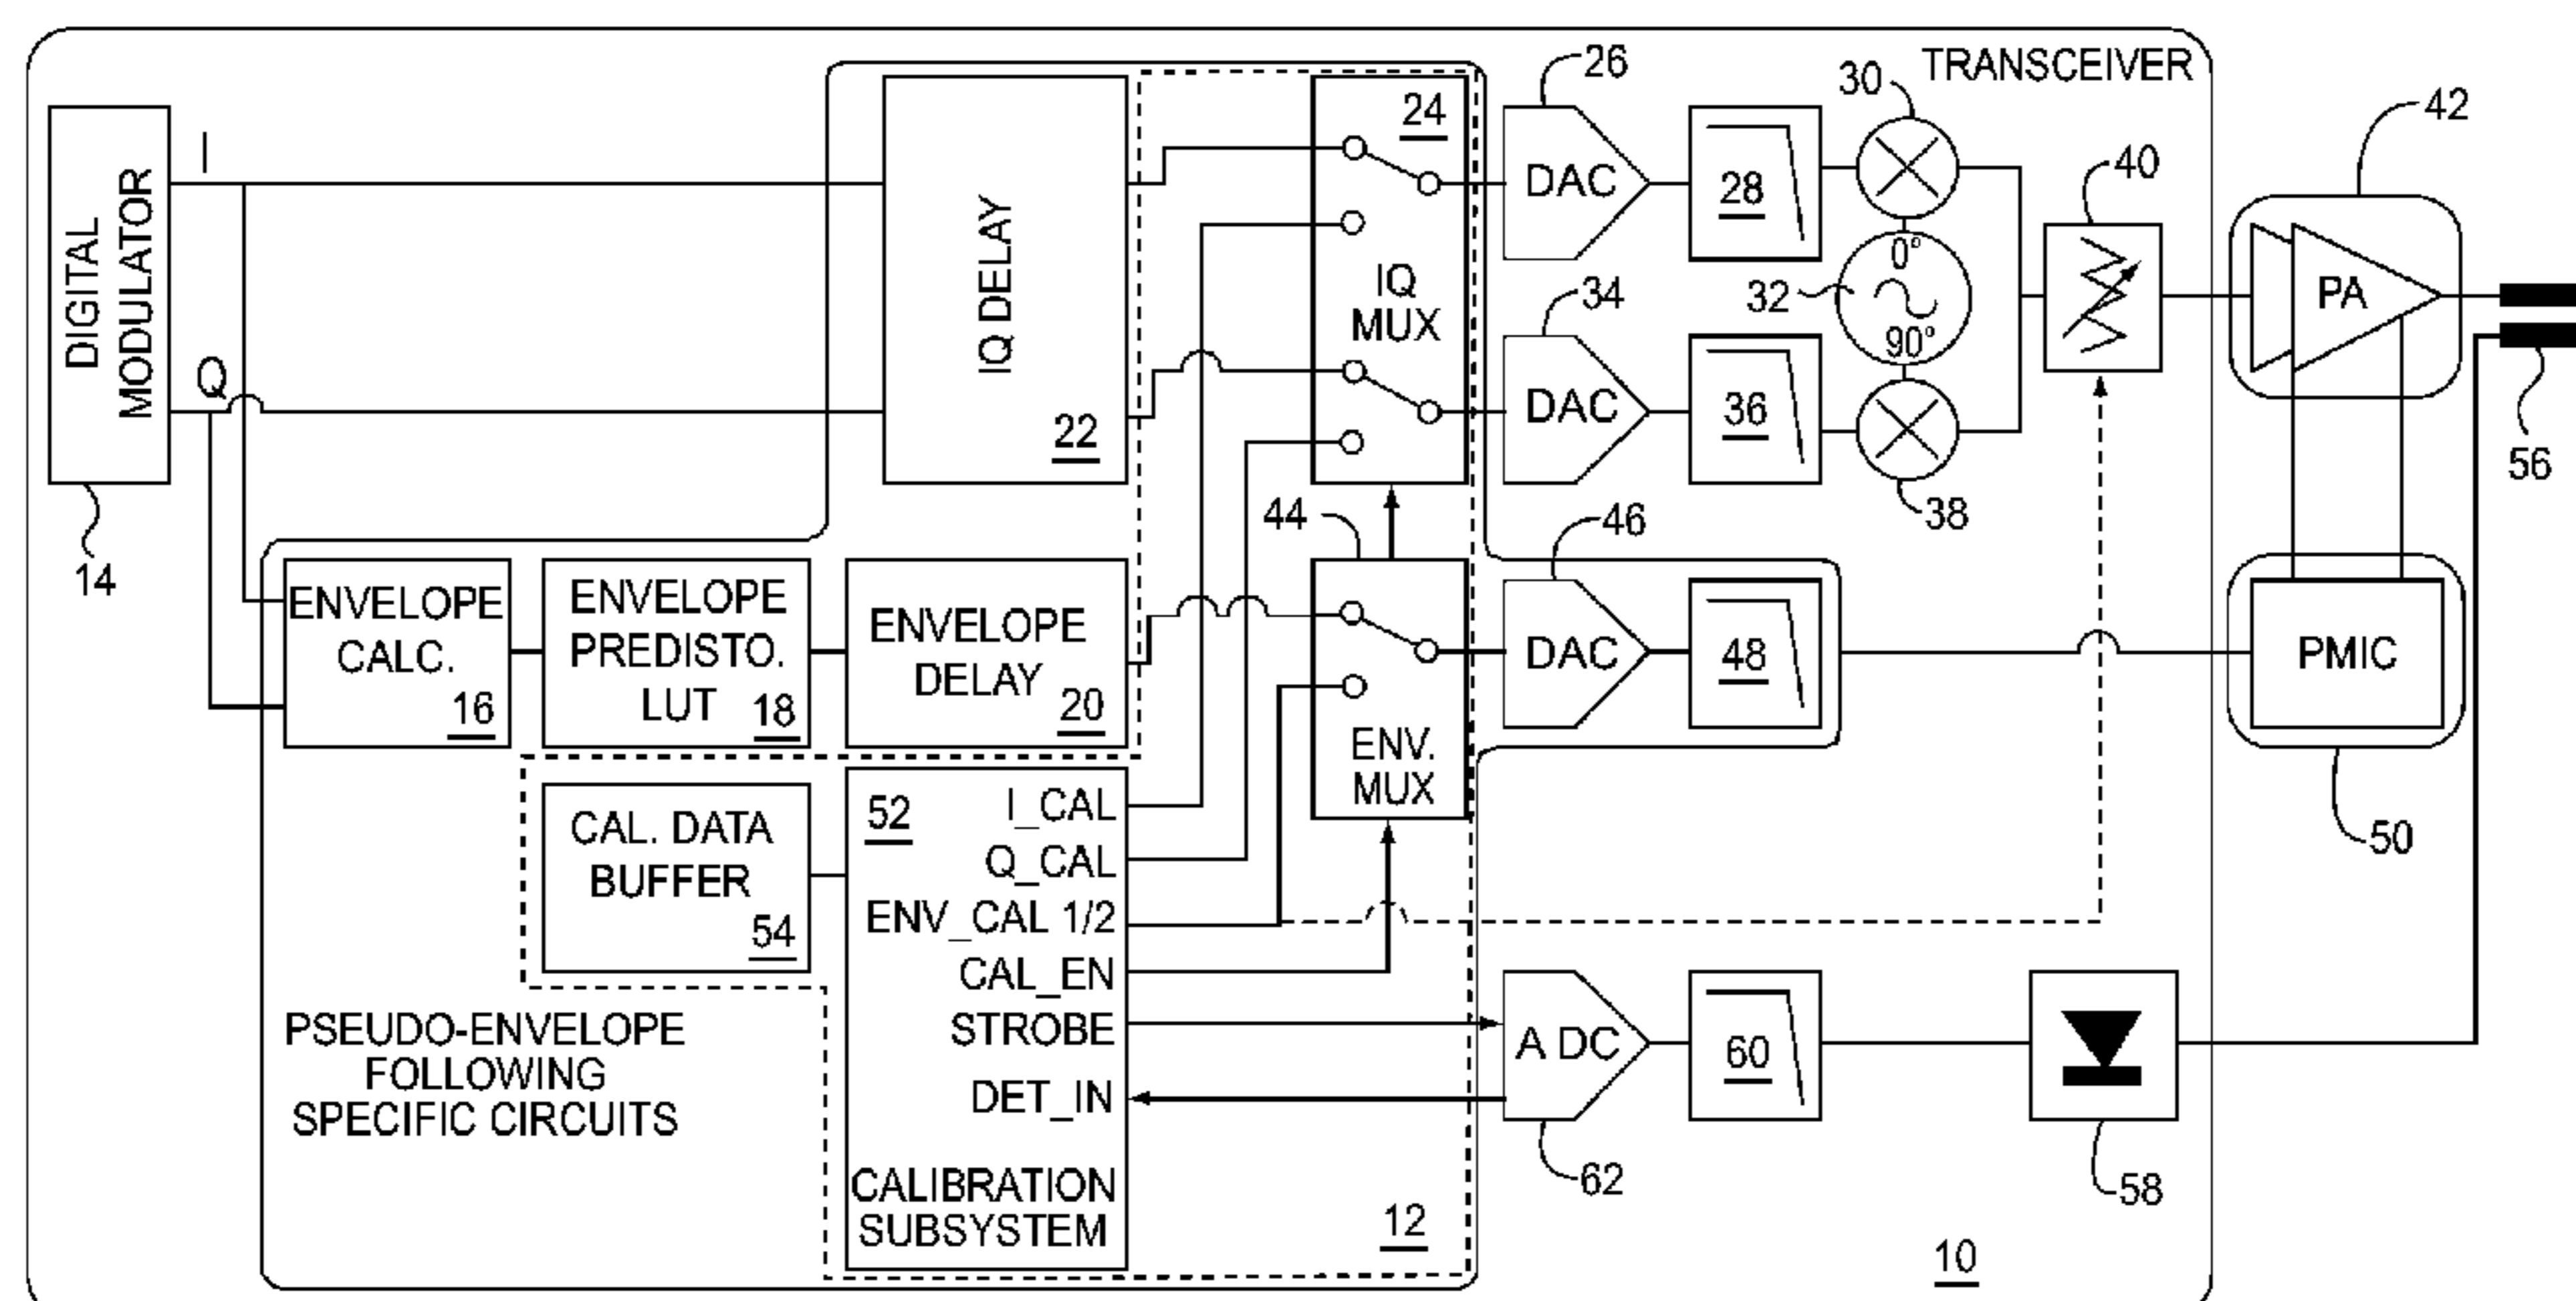 TRANSCEIVER
DIGITAL
MODULATOR
14
I
Q
IQ DELAY
22
24
IQ
MUX
26
DAC
28
30
0°
32
90°
34
DAC
36
38
40
42
PA
56
ENVELOPE
CALC.
16
ENVELOPE
PREDISTO.
LUT
18
ENVELOPE
DELAY
20
44
ENV.
MUX
46
DAC
48
PMIC
50
CAL. DATA
BUFFER
54
52
I_CAL
Q_CAL
ENV_CAL 1/2
CAL_EN
STROBE
DET_IN
CALIBRATION
SUBSYSTEM
PSEUDO-ENVELOPE
FOLLOWING
SPECIFIC CIRCUITS
12
A DC
62
60
58
10